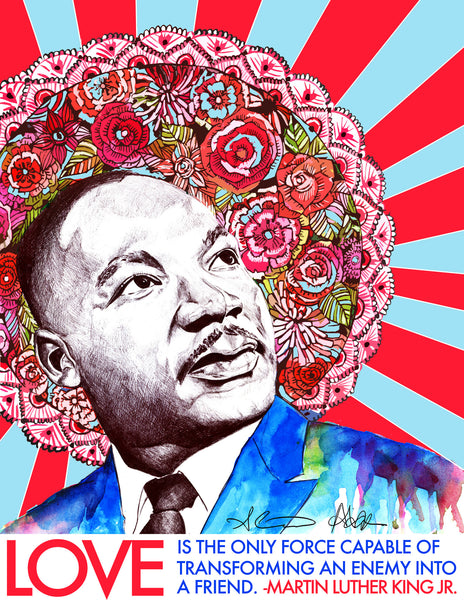 LOVE
IS THE ONLY FORCE CAPABLE OF
TRANSFORMING AN ENEMY INTO
A FRIEND. -MARTIN LUTHER KING JR.